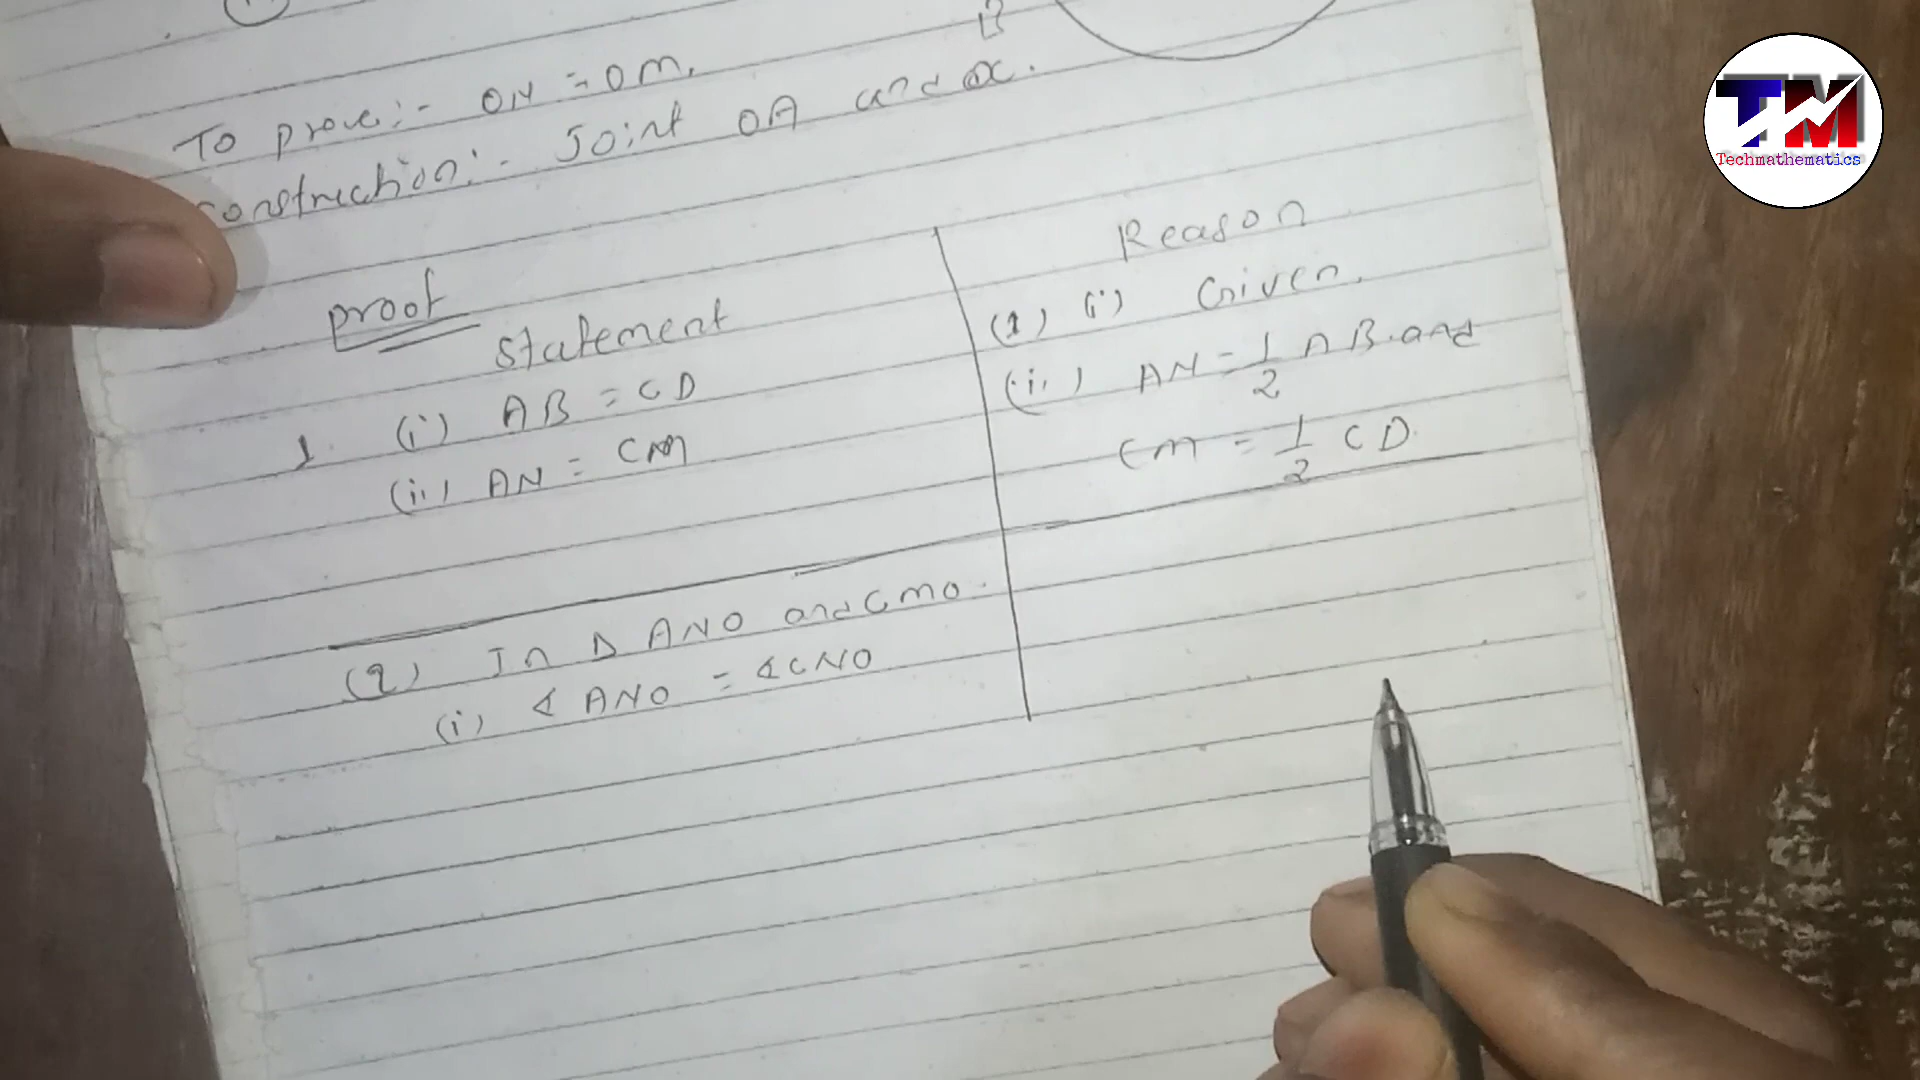 B
To prove:- ON = OM.
construction:- Joint OA and OC.
proof
Statement
Reason
1. (i) AB = CD
(ii) AN = CM
(1) (i) Given.
(ii) AN = 1/2 AB and
CM = 1/2 CD.
(2) In Δ ANO and CMO.
(i) ∢ ANO = ∢ CNO
TM
Techmathematics